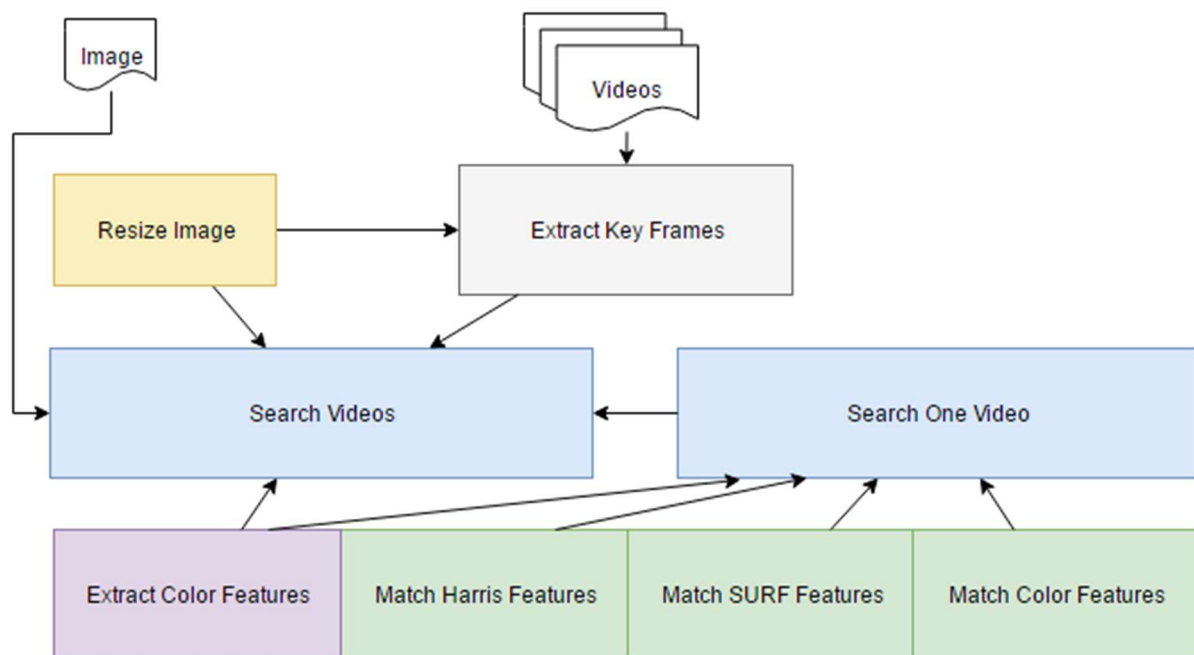 Image
Videos
Resize Image
Extract Key Frames
Search Videos
Search One Video
Extract Color Features
Match Harris Features
Match SURF Features
Match Color Features